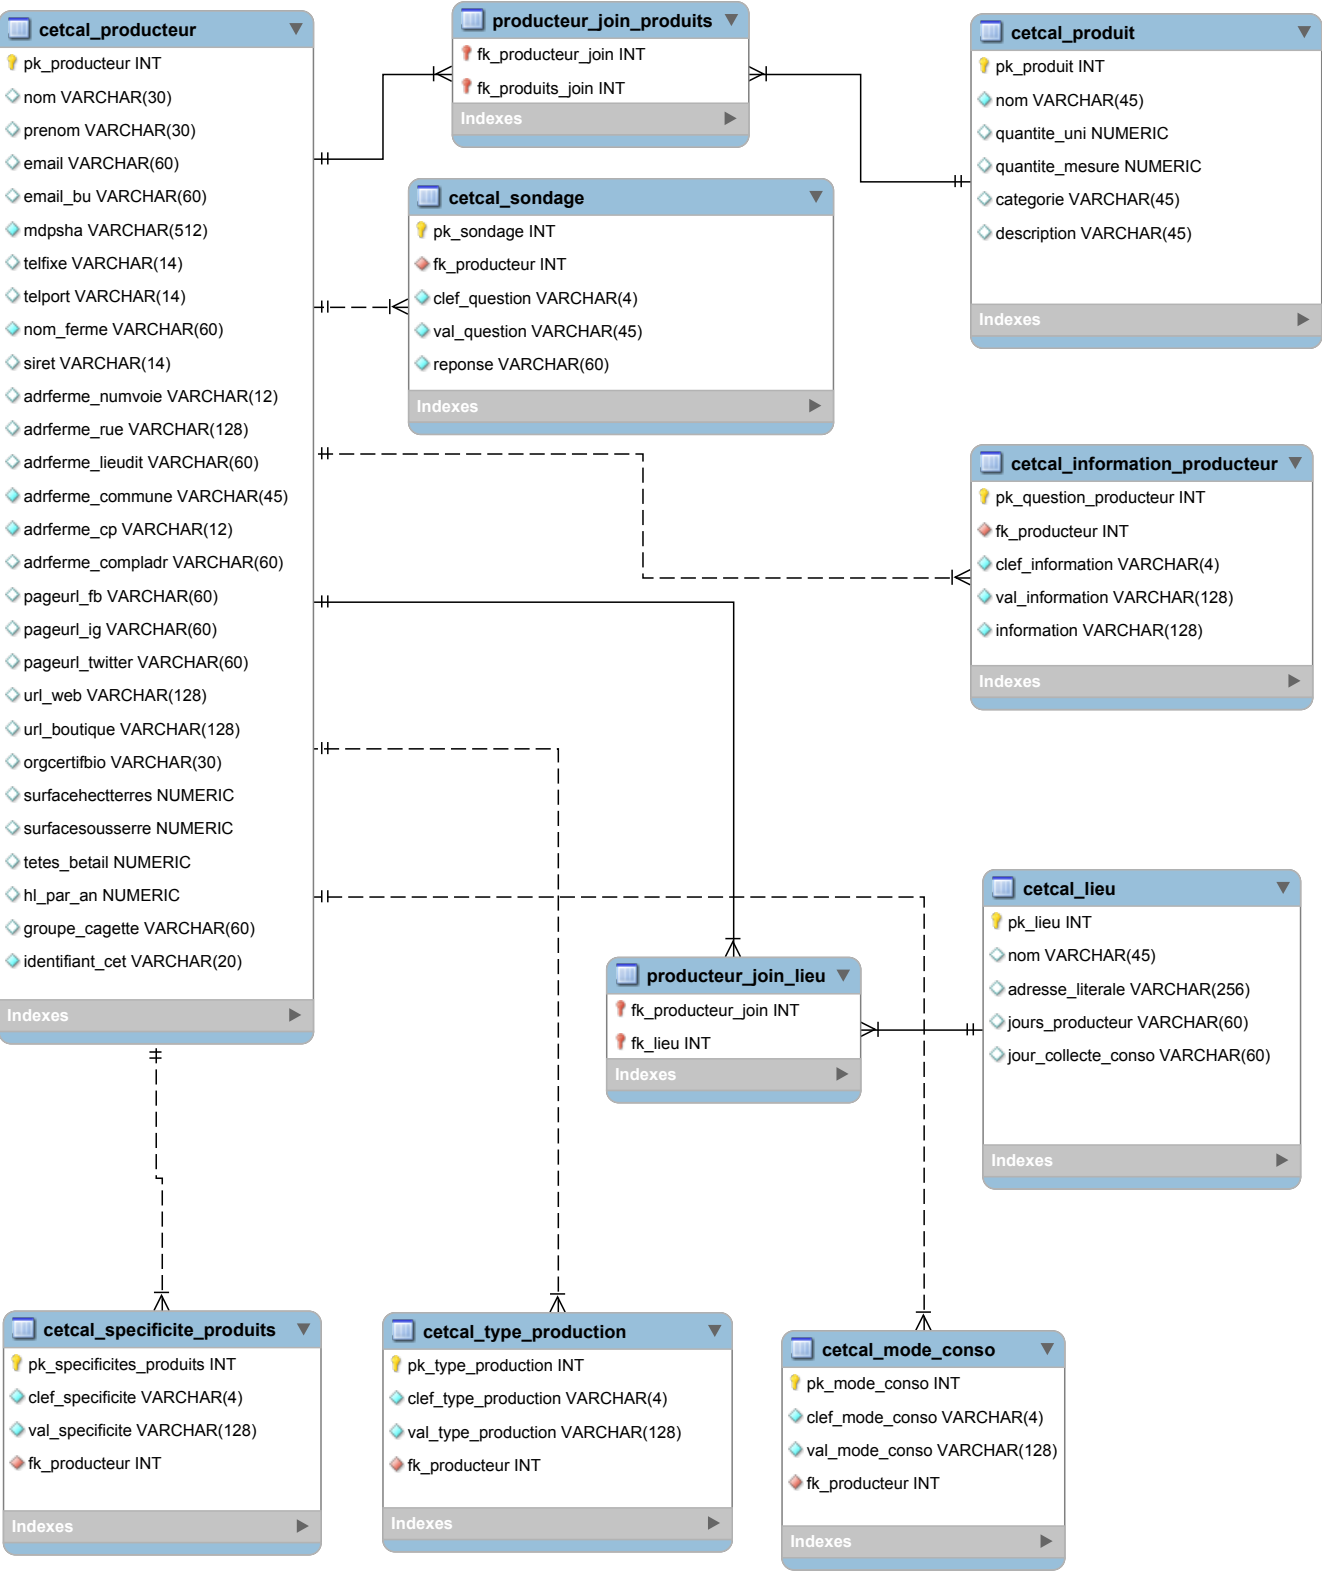 cetcal_producteur
pk_producteur INT
nom VARCHAR(30)
prenom VARCHAR(30)
email VARCHAR(60)
email_bu VARCHAR(60)
mdpsha VARCHAR(512)
telfixe VARCHAR(14)
telport VARCHAR(14)
nom_ferme VARCHAR(60)
siret VARCHAR(14)
adrferme_numvoie VARCHAR(12)
adrferme_rue VARCHAR(128)
adrferme_lieudit VARCHAR(60)
adrferme_commune VARCHAR(45)
adrferme_cp VARCHAR(12)
adrferme_compladr VARCHAR(60)
pageurl_fb VARCHAR(60)
pageurl_ig VARCHAR(60)
pageurl_twitter VARCHAR(60)
url_web VARCHAR(128)
url_boutique VARCHAR(128)
orgcertifbio VARCHAR(30)
surfacehectterres NUMERIC
surfacesousserre NUMERIC
tetes_betail NUMERIC
hl_par_an NUMERIC
groupe_cagette VARCHAR(60)
identifiant_cet VARCHAR(20)
Indexes
producteur_join_produits
fk_producteur_join INT
fk_produits_join INT
Indexes
cetcal_produit
pk_produit INT
nom VARCHAR(45)
quantite_uni NUMERIC
quantite_mesure NUMERIC
categorie VARCHAR(45)
description VARCHAR(45)
Indexes
cetcal_sondage
pk_sondage INT
fk_producteur INT
clef_question VARCHAR(4)
val_question VARCHAR(45)
reponse VARCHAR(60)
Indexes
cetcal_information_producteur
pk_question_producteur INT
fk_producteur INT
clef_information VARCHAR(4)
val_information VARCHAR(128)
information VARCHAR(128)
Indexes
cetcal_lieu
pk_lieu INT
nom VARCHAR(45)
adresse_literale VARCHAR(256)
jours_producteur VARCHAR(60)
jour_collecte_conso VARCHAR(60)
Indexes
producteur_join_lieu
fk_producteur_join INT
fk_lieu INT
Indexes
cetcal_specificite_produits
pk_specificites_produits INT
clef_specificite VARCHAR(4)
val_specificite VARCHAR(128)
fk_producteur INT
Indexes
cetcal_type_production
pk_type_production INT
clef_type_production VARCHAR(4)
val_type_production VARCHAR(128)
fk_producteur INT
Indexes
cetcal_mode_conso
pk_mode_conso INT
clef_mode_conso VARCHAR(4)
val_mode_conso VARCHAR(128)
fk_producteur INT
Indexes